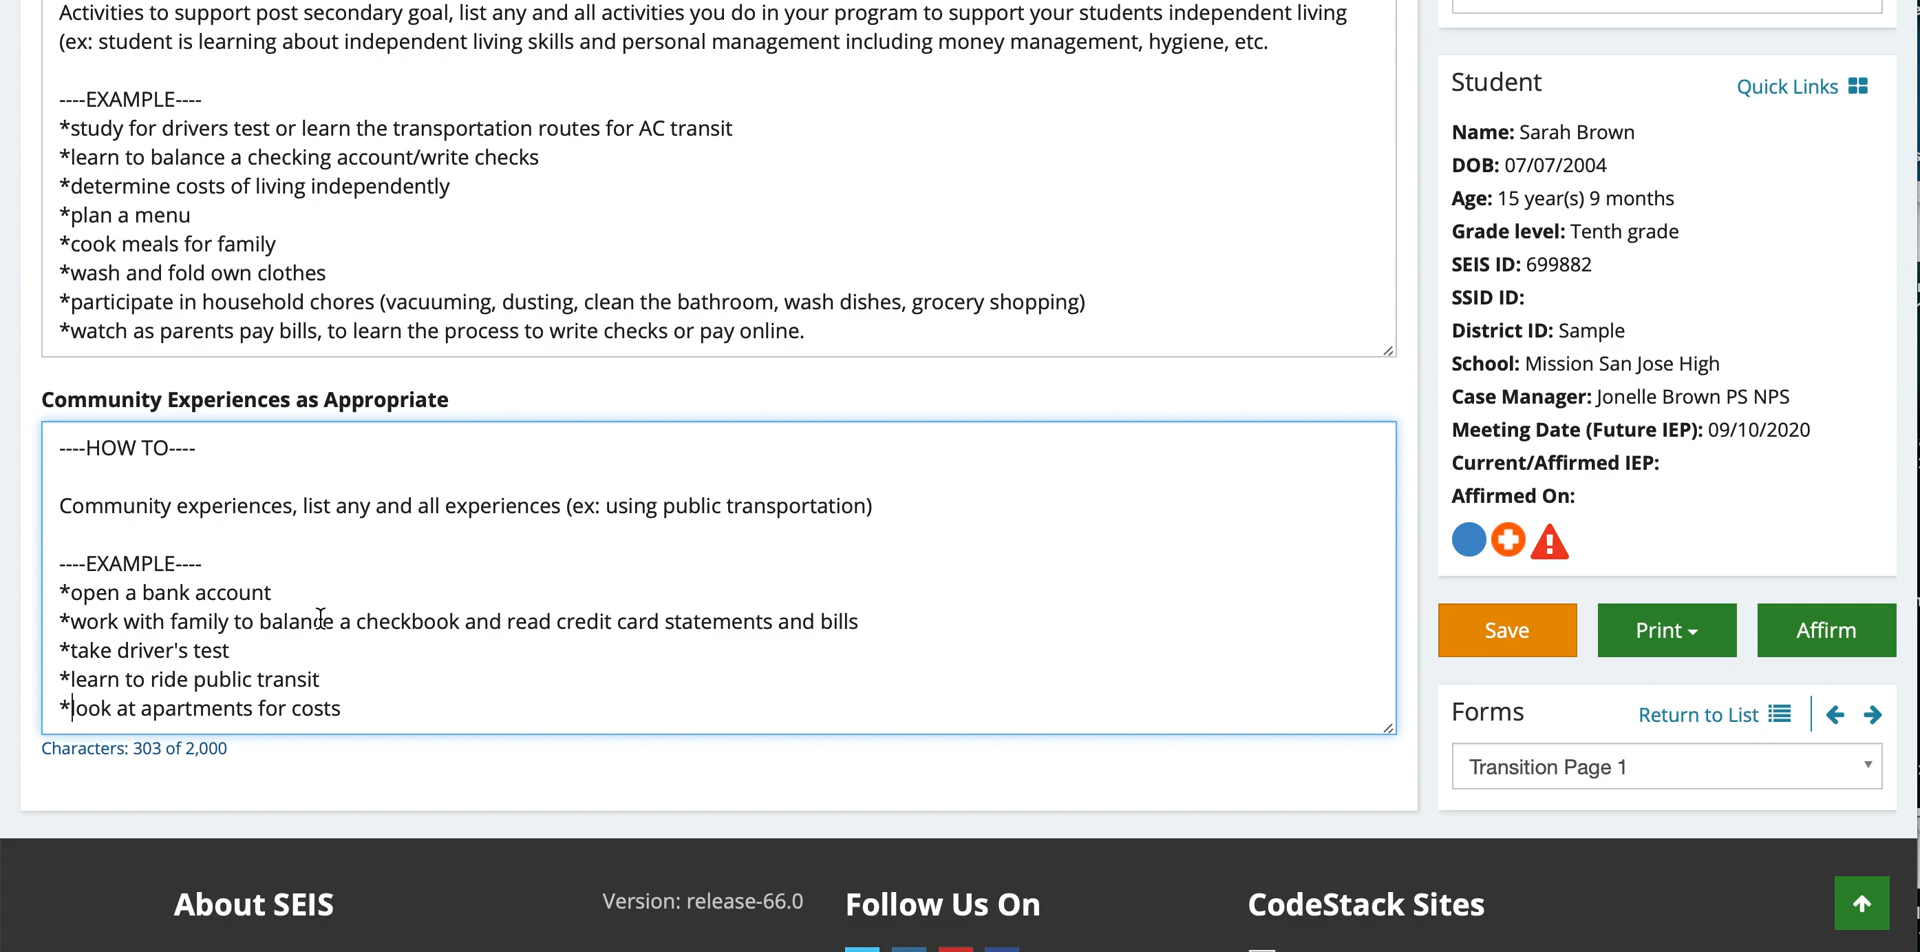 Activities to support post secondary goal, list any and all activities you do in your program to support your students independent living
(ex: student is learning about independent living skills and personal management including money management, hygiene, etc.
----EXAMPLE----
*study for drivers test or learn the transportation routes for AC transit
*learn to balance a checking account/write checks
*determine costs of living independently
*plan a menu
*cook meals for family
*wash and fold own clothes
*participate in household chores (vacuuming, dusting, clean the bathroom, wash dishes, grocery shopping)
*watch as parents pay bills, to learn the process to write checks or pay online.
Community Experiences as Appropriate
----HOW TO----
Community experiences, list any and all experiences (ex: using public transportation)
----EXAMPLE----
*open a bank account
*work with family to balance a checkbook and read credit card statements and bills
*take driver's test
*learn to ride public transit
*look at apartments for costs
Characters: 303 of 2,000
Student
Quick Links
Name: Sarah Brown
DOB: 07/07/2004
Age: 15 year(s) 9 months
Grade level: Tenth grade
SEIS ID: 699882
SSID ID:
District ID: Sample
School: Mission San Jose High
Case Manager: Jonelle Brown PS NPS
Meeting Date (Future IEP): 09/10/2020
Current/Affirmed IEP:
Affirmed On:
Save
Print
Affirm
Forms
Return to List
Transition Page 1
About SEIS
Version: release-66.0
Follow Us On
CodeStack Sites